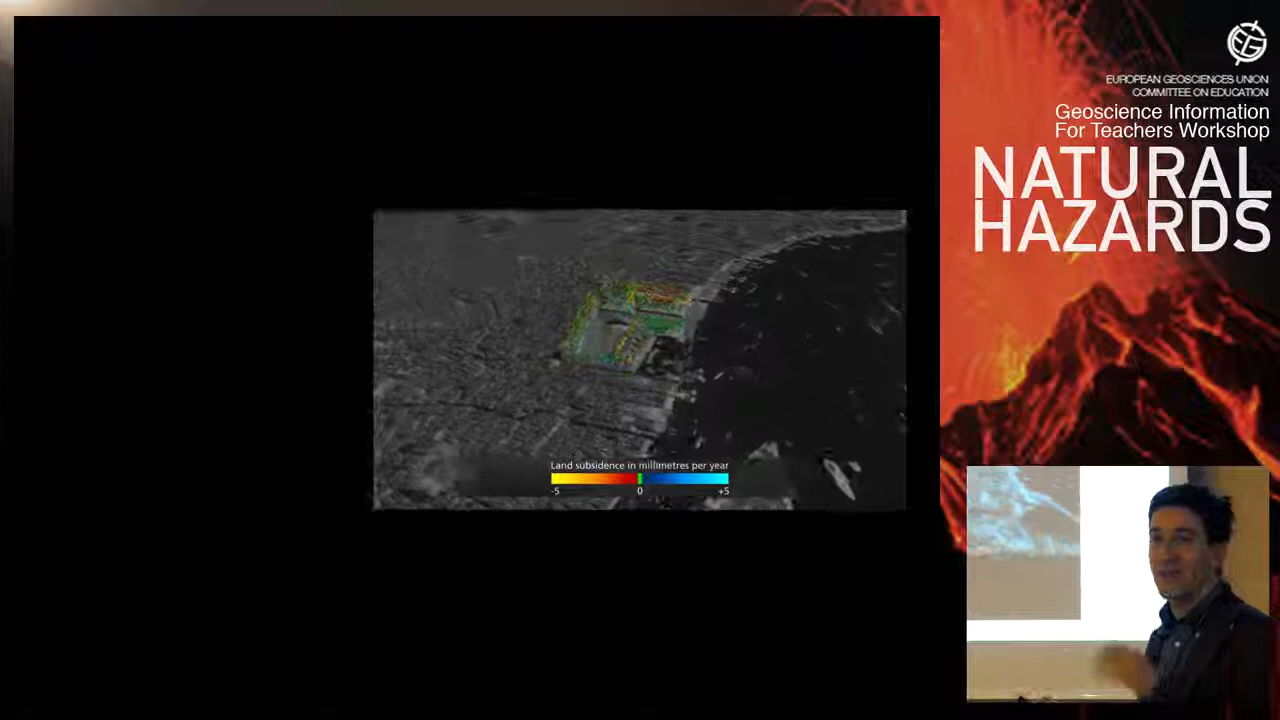 EUROPEAN GEOSCIENCES UNION
COMMITTEE ON EDUCATION
Geoscience Information
For Teachers Workshop
NATURAL
HAZARDS
Land subsidence in millimetres per year
-5 0 +5